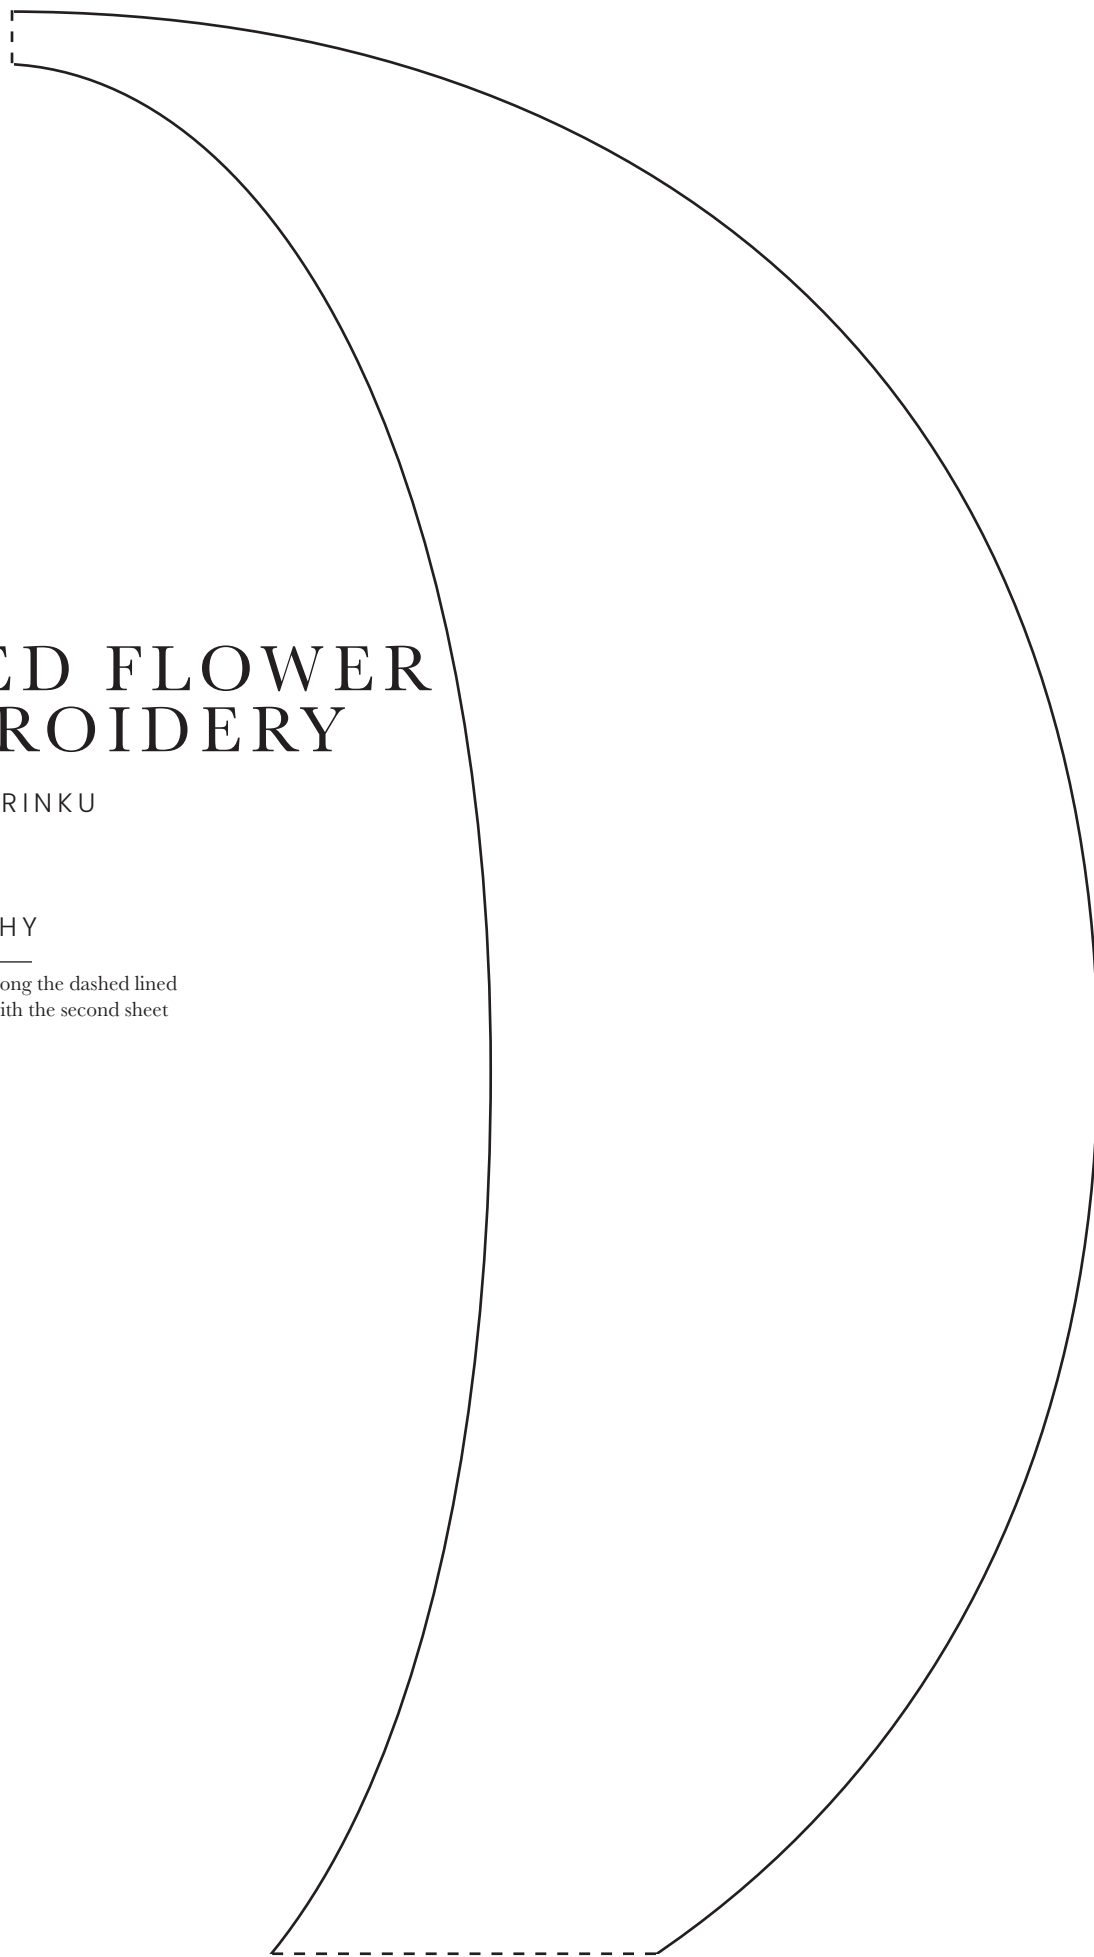 ED FLOWER
ROIDERY
RINKU
HY
ong the dashed lined
ith the second sheet